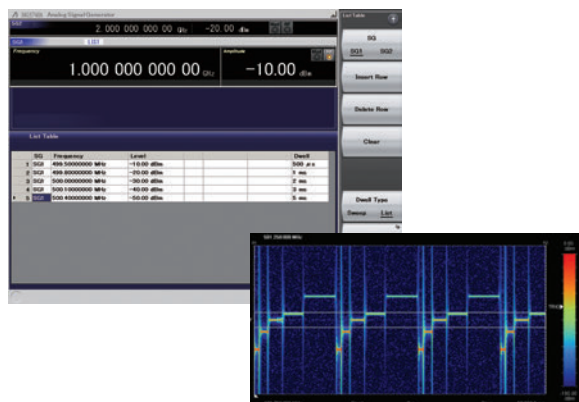 MG3740A Analog Signal Generator
List Table
2. 000 000 000 00 GHz -20. 00 dBm
SG1 LIST
Frequency Amplitude
1.000 000 000 00 GHz -10.00 dBm
SG
SG1 SG2
Insert Row
Delete Row
Clear
Dwell Type
Sweep List
List Table
SG Frequency Level Dwell
1 SG1 499.50000000 MHz -10.00 dBm 500 µs
2 SG1 499.80000000 MHz -20.00 dBm 1 ms
3 SG1 500.00000000 MHz -30.00 dBm 2 ms
4 SG1 500.10000000 MHz -40.00 dBm 3 ms
5 SG1 500.40000000 MHz -50.00 dBm 5 ms